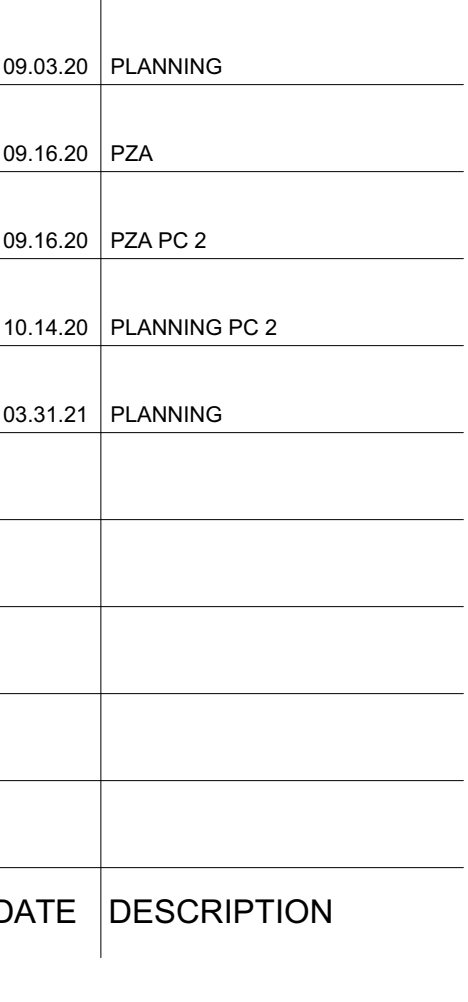 09.03.20 PLANNING
09.16.20 PZA
09.16.20 PZA PC 2
10.14.20 PLANNING PC 2
03.31.21 PLANNING
DATE DESCRIPTION